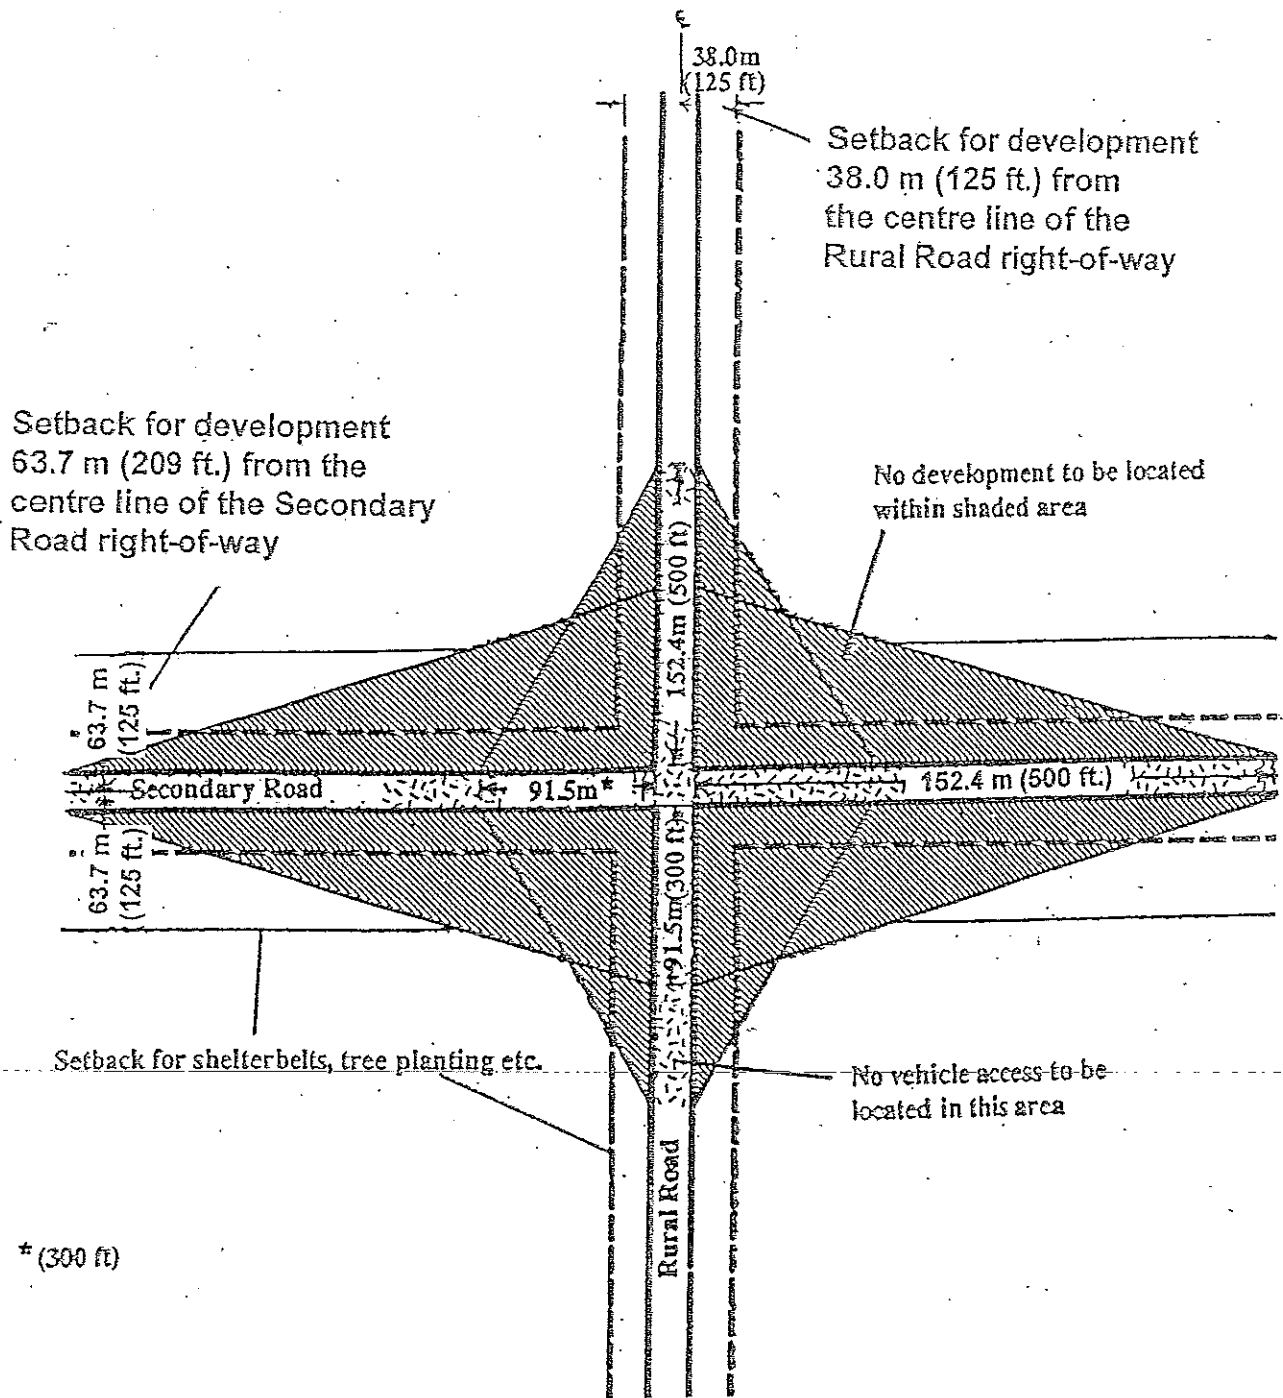 ℄
38.0m
(125 ft)
Setback for development
38.0 m (125 ft.) from
the centre line of the
Rural Road right-of-way
Setback for development
63.7 m (209 ft.) from the
centre line of the Secondary
Road right-of-way
No development to be located
within shaded area
152.4m (500 ft)
63.7 m
(125 ft.)
Secondary Road
91.5m*
152.4 m (500 ft.)
63.7 m
(125 ft.)
91.5m(300 ft)
Setback for shelterbelts, tree planting etc.
No vehicle access to be
located in this area
Rural Road
* (300 ft)